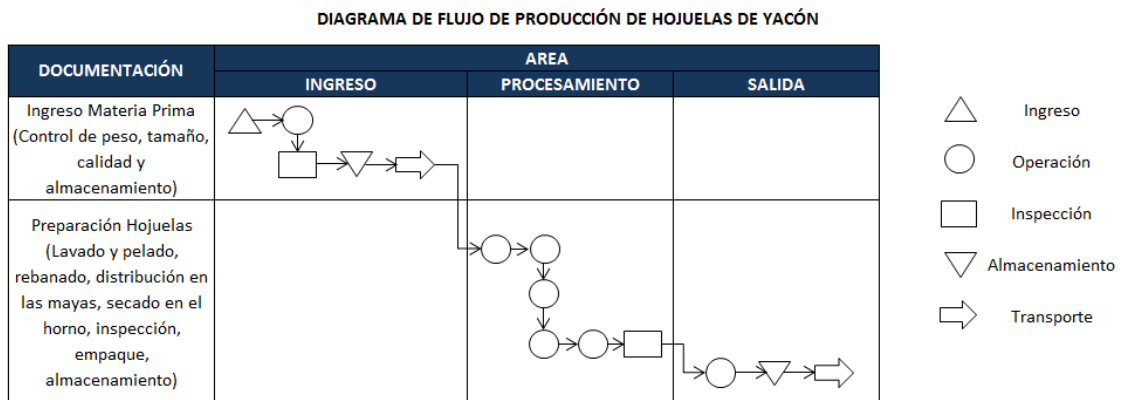 DIAGRAMA DE FLUJO DE PRODUCCIÓN DE HOJUELAS DE YACÓN
DOCUMENTACIÓN
AREA
INGRESO
PROCESAMIENTO
SALIDA
Ingreso Materia Prima
(Control de peso, tamaño,
calidad y
almacenamiento)
Preparación Hojuelas
(Lavado y pelado,
rebanado, distribución en
las mayas, secado en el
horno, inspección,
empaque,
almacenamiento)
Ingreso
Operación
Inspección
Almacenamiento
Transporte